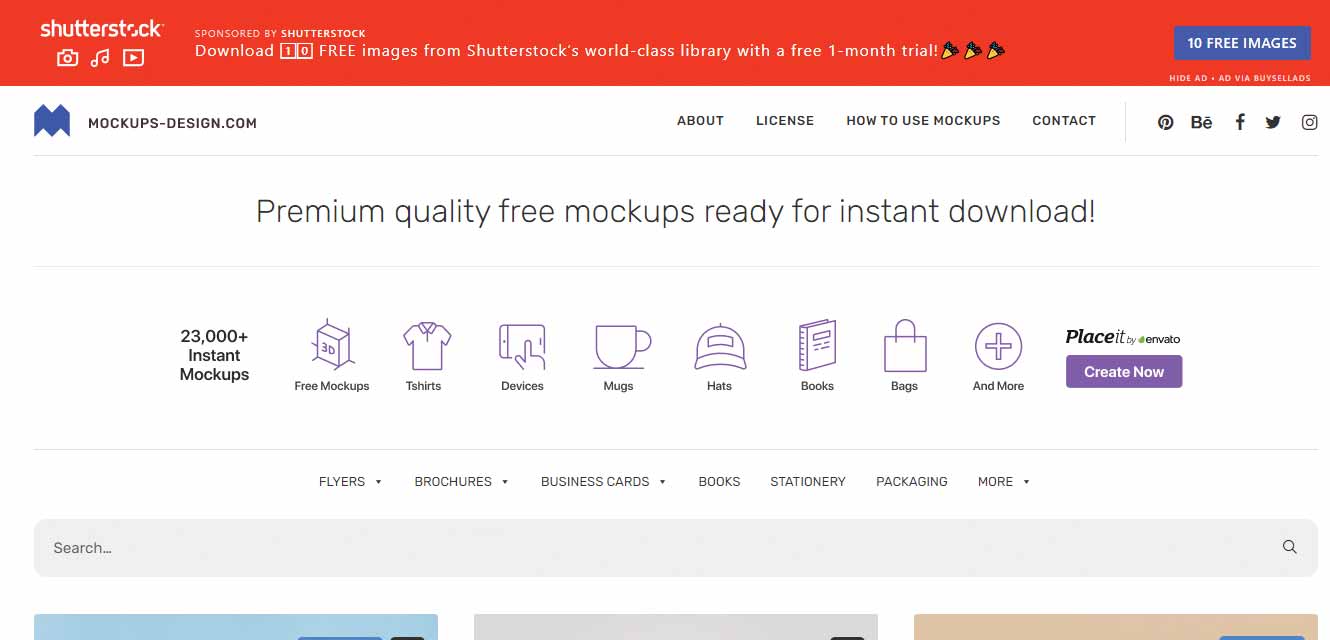 shutterstock
SPONSORED BY SHUTTERSTOCK
Download 10 FREE images from Shutterstock's world-class library with a free 1-month trial!
10 FREE IMAGES
HIDE AD • AD VIA BUYSELLADS
MOCKUPS-DESIGN.COM
ABOUT LICENSE HOW TO USE MOCKUPS CONTACT
Bē
Premium quality free mockups ready for instant download!
23,000+
Instant
Mockups
3D
Free Mockups Tshirts Devices Mugs Hats Books Bags And More
Placeit by envato
Create Now
FLYERS BROCHURES BUSINESS CARDS BOOKS STATIONERY PACKAGING MORE
Search...